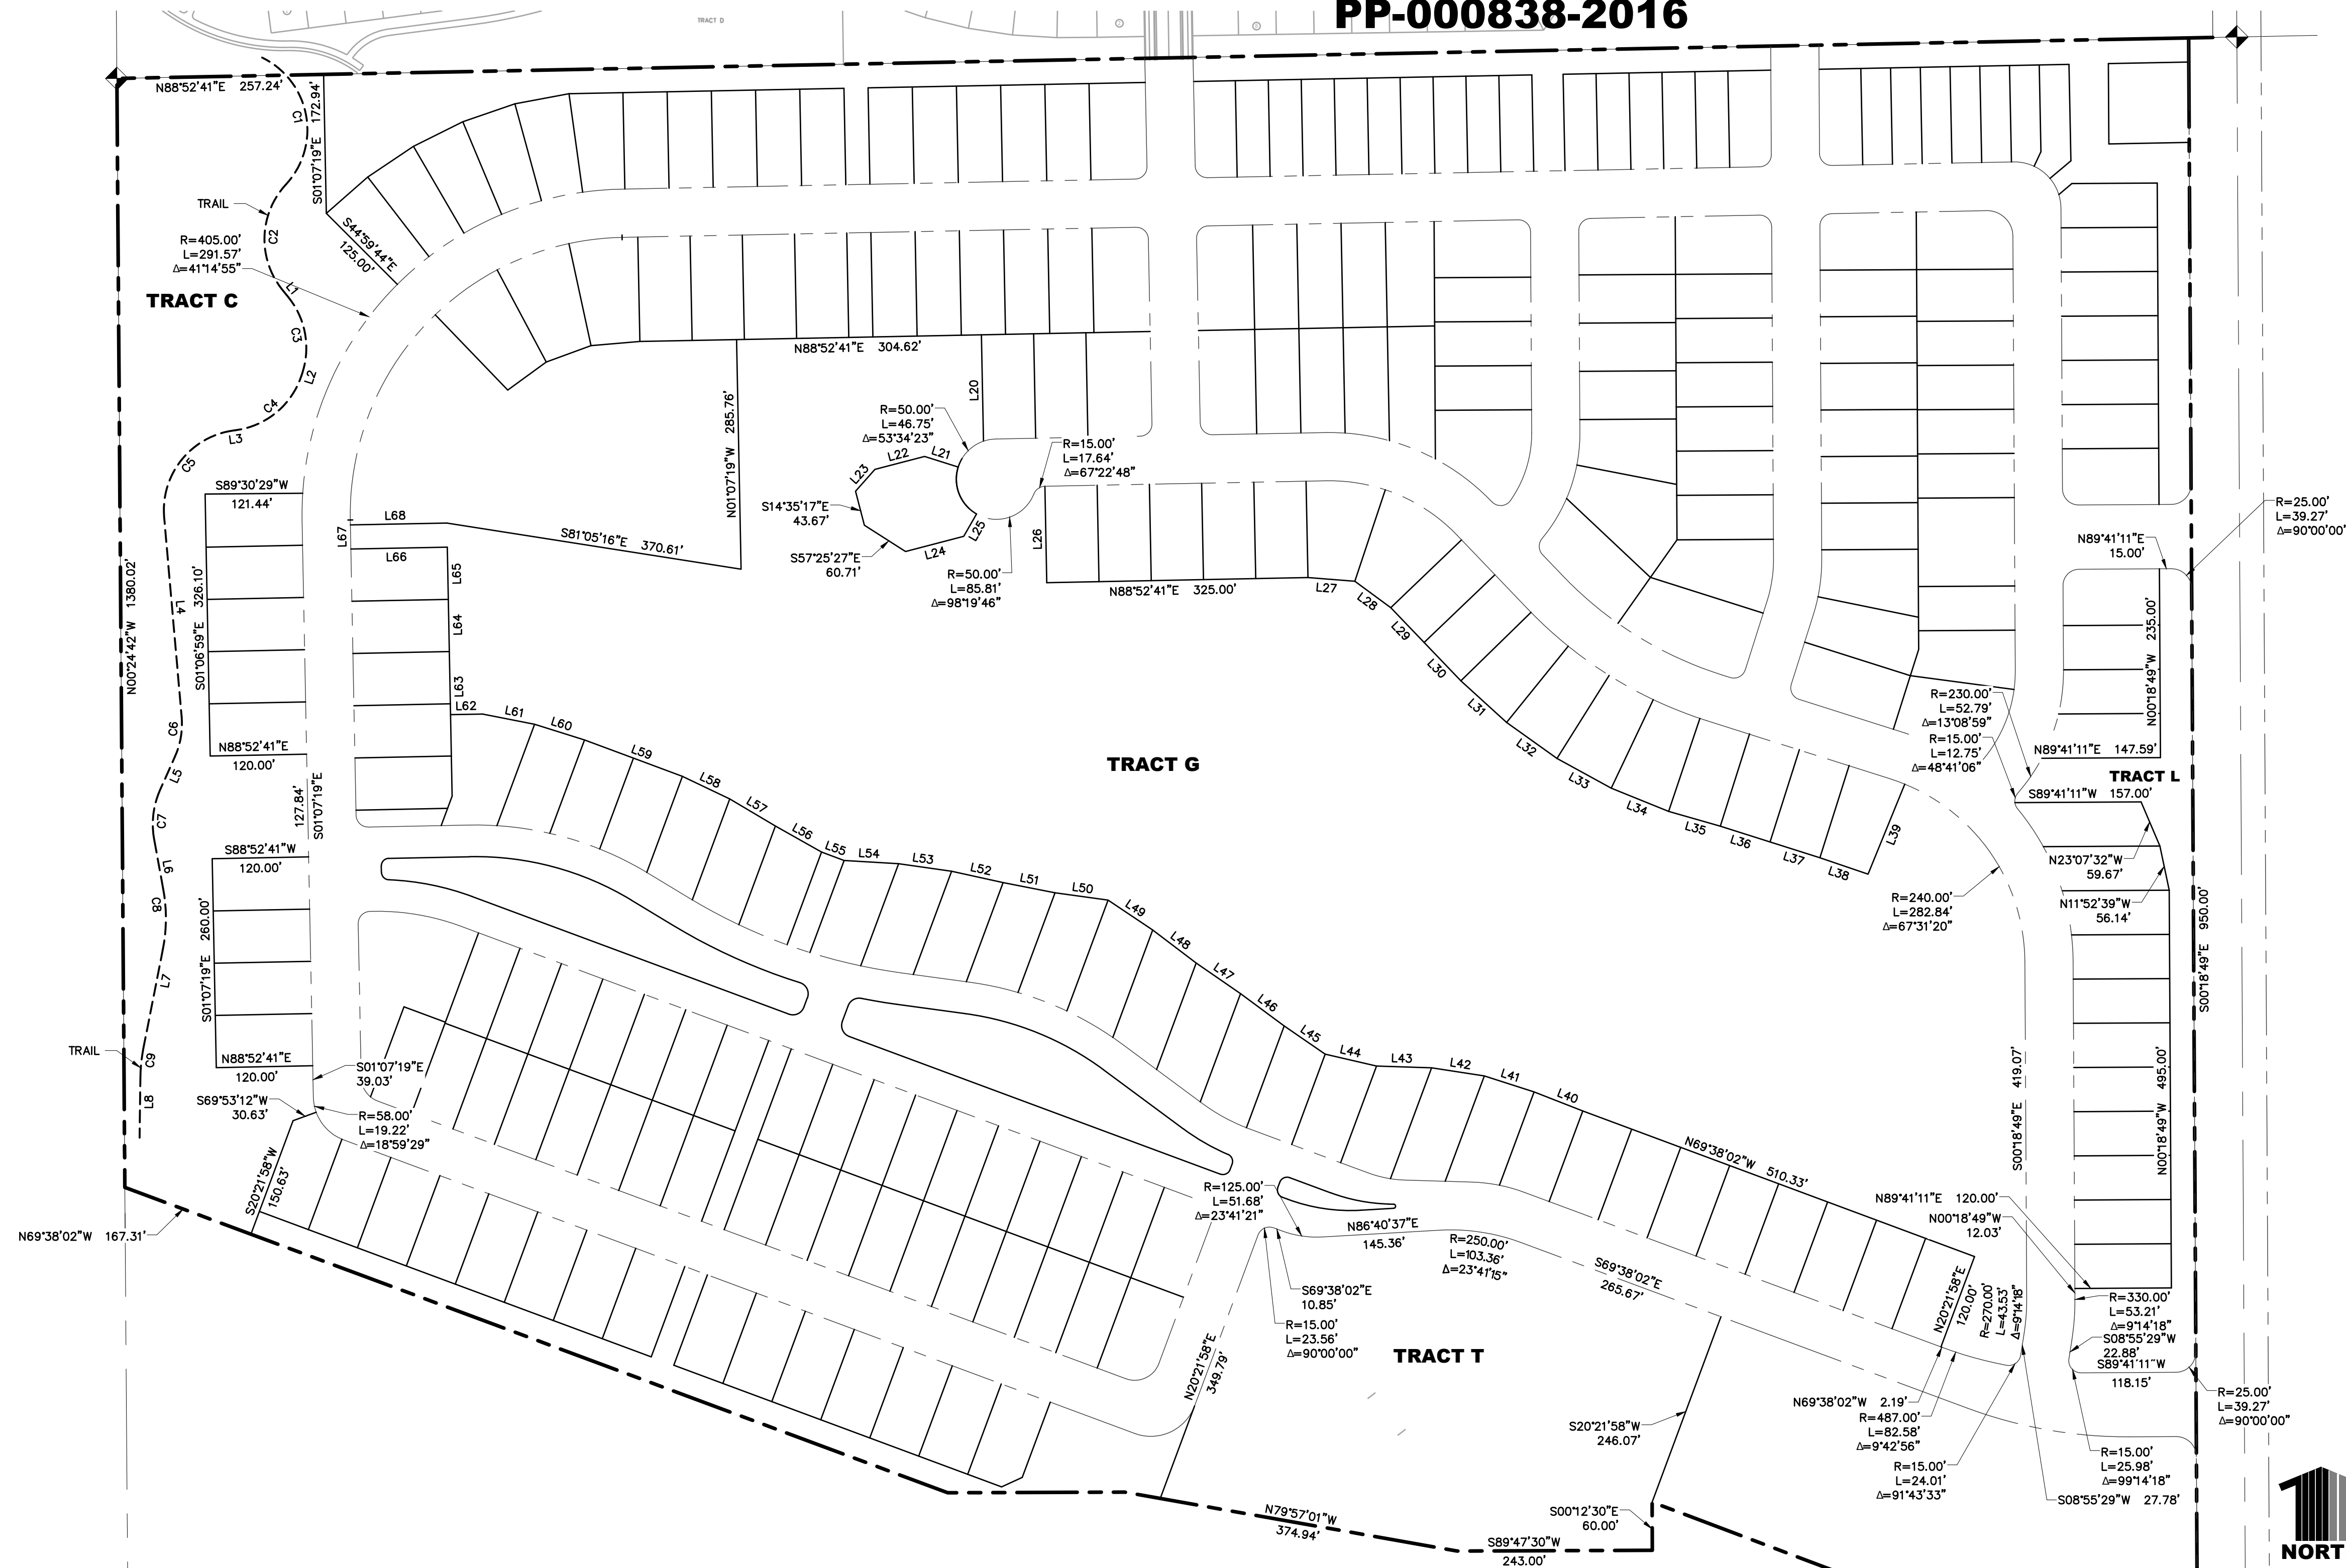 PP-000838-2016
TRACT D
N88°52'41"E 257.24'
C1
S01°07'19"E 172.94'
TRAIL
C2
R=405.00'
L=291.57'
Δ=41°14'55"
S44°59'44"E
125.00'
TRACT C
L1
C3
L2
C4
L3
C5
N88°52'41"E 304.62'
L20
N01°07'19"W 285.76'
R=50.00'
L=46.75'
Δ=53°34'23"
L21
L22
L23
R=15.00'
L=17.64'
Δ=67°22'48"
S89°30'29"W
121.44'
S14°35'17"E
43.67'
R=25.00'
L=39.27'
Δ=90°00'00"
L68
L67
L66
L65
S81°05'16"E 370.61'
L25
L24
L26
S57°25'27"E
60.71'
R=50.00'
L=85.81'
Δ=98°19'46"
N89°41'11"E
15.00'
N00°24'42"W 1380.02'
L4
S01°06'59"E 326.10'
L64
L63
L62
N88°52'41"E 325.00'
L27
L28
L29
L30
L31
L32
L33
L34
L35
L36
L37
L38
L39
235.00'
N00°18'49"W
R=230.00'
L=52.79'
Δ=13°08'59"
R=15.00'
L=12.75'
Δ=48°41'06"
N89°41'11"E 147.59'
TRACT L
S89°41'11"W 157.00'
C6
L5
N88°52'41"E
120.00'
L61
L60
L59
L58
L57
L56
L55
L54
L53
L52
L51
L50
L49
L48
L47
L46
L45
L44
L43
L42
L41
L40
TRACT G
C7
127.84'
S01°07'19"E
L6
S88°52'41"W
120.00'
C8
S01°07'19"E 260.00'
L7
N23°07'32"W
59.67'
R=240.00'
L=282.84'
Δ=67°31'20"
N11°52'39"W
56.14'
S00°18'49"E 950.00'
TRAIL
C9
L8
N88°52'41"E
120.00'
S01°07'19"E
39.03'
S69°53'12"W
30.63'
R=58.00'
L=19.22'
Δ=18°59'29"
S20°21'58"W
150.63'
N69°38'02"W 167.31'
S00°18'49"E 419.07'
N00°18'49"W 495.00'
N69°38'02"W 510.33'
R=125.00'
L=51.68'
Δ=23°41'21"
N86°40'37"E
145.36'
R=250.00'
L=103.36'
Δ=23°41'15"
S69°38'02"E
265.67'
N89°41'11"E 120.00'
N00°18'49"W
12.03'
S69°38'02"E
10.85'
R=15.00'
L=23.56'
Δ=90°00'00"
N20°21'58"E
349.79'
TRACT T
N20°21'58"E
120.00'
R=270.00'
L=43.53'
Δ=9°14'18"
R=330.00'
L=53.21'
Δ=9°14'18"
S08°55'29"W
22.88'
S89°41'11"W
118.15'
R=25.00'
L=39.27'
Δ=90°00'00"
N69°38'02"W 2.19'
R=487.00'
L=82.58'
Δ=9°42'56"
S20°21'58"W
246.07'
R=15.00'
L=24.01'
Δ=91°43'33"
R=15.00'
L=25.98'
Δ=99°14'18"
S08°55'29"W 27.78'
N79°57'01"W
374.94'
S00°12'30"E
60.00'
S89°47'30"W
243.00'
NORT